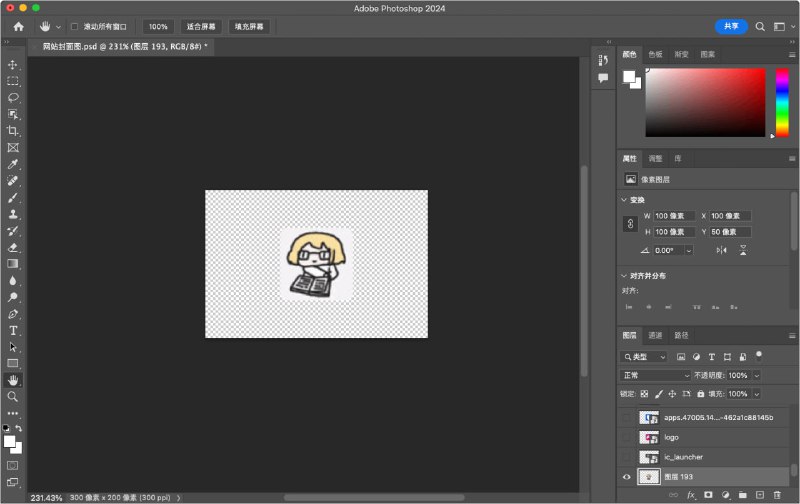 Adobe Photoshop 2024
滚动所有窗口 100% 适合屏幕 填充屏幕 共享
网站封面图.psd @ 231% (图层 193, RGB/8#) *
颜色 色板 渐变 图案
属性 调整 库
像素图层
变换
W 100 像素 X 100 像素
H 100 像素 Y 50 像素
0.00°
对齐并分布
对齐:
图层 通道 路径
类型
正常 不透明度: 100%
锁定: 填充: 100%
apps.47005.14...-462a1c88145b
logo
ic_launcher
图层 193
231.43% 300 像素 x 200 像素 (300 ppi)